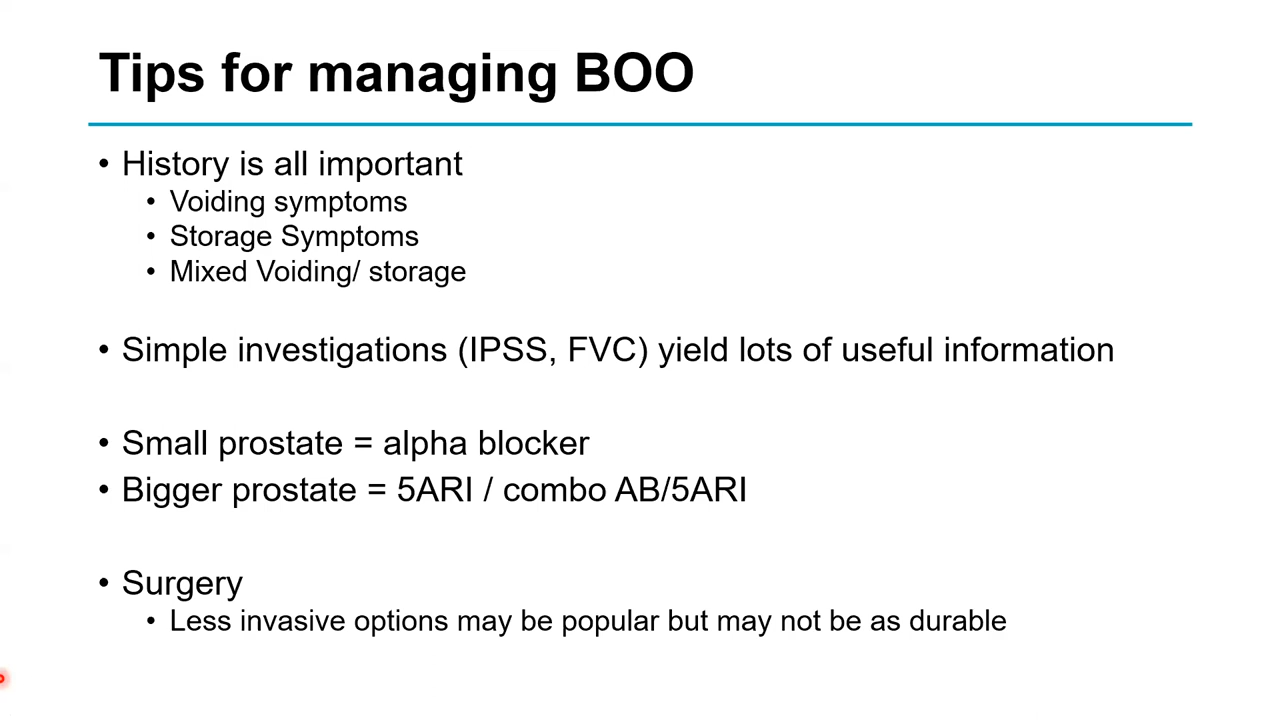 Tips for managing BOO
• History is all important
• Voiding symptoms
• Storage Symptoms
• Mixed Voiding/ storage
• Simple investigations (IPSS, FVC) yield lots of useful information
• Small prostate = alpha blocker
• Bigger prostate = 5ARI / combo AB/5ARI
• Surgery
• Less invasive options may be popular but may not be as durable